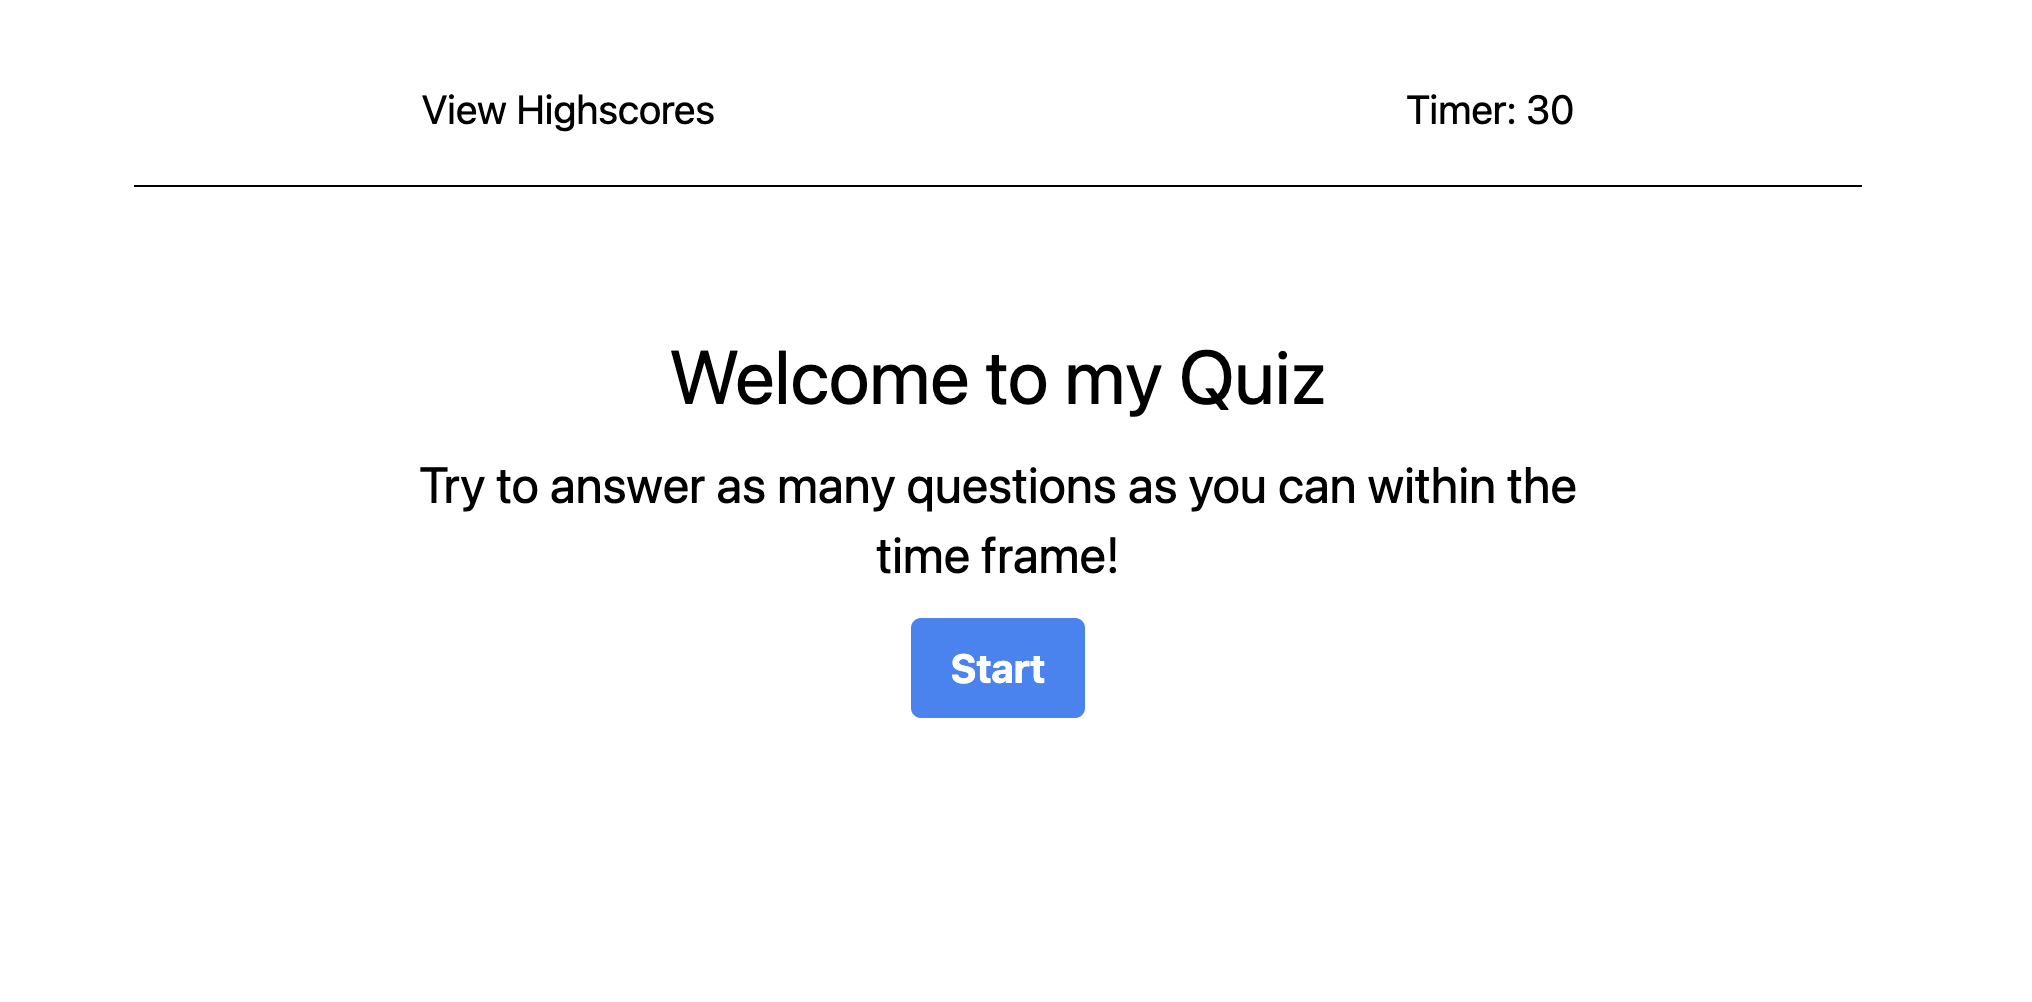 View Highscores
Timer: 30
Welcome to my Quiz
Try to answer as many questions as you can within the
time frame!
Start